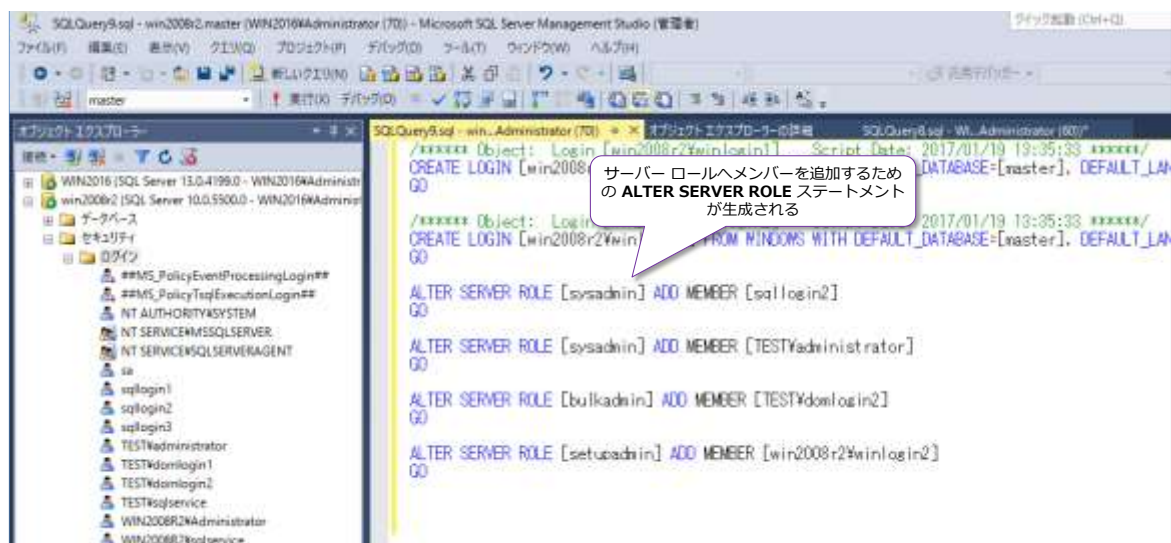 SQLQuery9.sql - win2008r2.master (WIN2016¥Administrator (70)) - Microsoft SQL Server Management Studio (管理者)
クイック起動 (Ctrl+Q)
ファイル(F) 編集(E) 表示(V) クエリ(Q) プロジェクト(P) デバッグ(D) ツール(T) ウィンドウ(W) ヘルプ(H)
新しいクエリ(N)
master
実行(X) デバッグ(D)
オブジェクト エクスプローラー
接続
WIN2016 (SQL Server 13.0.4199.0 - WIN2016¥Administr
win2008r2 (SQL Server 10.0.5500.0 - WIN2016¥Administ
データベース
セキュリティ
ログイン
##MS_PolicyEventProcessingLogin##
##MS_PolicyTsqlExecutionLogin##
NT AUTHORITY¥SYSTEM
NT SERVICE¥MSSQLSERVER
NT SERVICE¥SQLSERVERAGENT
sa
sqllogin1
sqllogin2
sqllogin3
TEST¥administrator
TEST¥domlogin1
TEST¥domlogin2
TEST¥sqlservice
WIN2008R2¥Administrator
WIN2008R2¥sqlservice
SQLQuery9.sql - win...Administrator (70)) オブジェクト エクスプローラーの詳細 SQLQuery8.sql - WI...Administrator (60))*
/****** Object: Login [win2008r2¥winlogin1] Script Date: 2017/01/19 13:35:33 ******/
CREATE LOGIN [win2008 DATABASE=[master], DEFAULT_LAN
GO
サーバー ロールへメンバーを追加するため
の ALTER SERVER ROLE ステートメント
が生成される
/****** Object: Login 2017/01/19 13:35:33 ******/
CREATE LOGIN [win2008r2¥win FROM WINDOWS WITH DEFAULT_DATABASE=[master], DEFAULT_LAN
GO
ALTER SERVER ROLE [sysadmin] ADD MEMBER [sqllogin2]
GO
ALTER SERVER ROLE [sysadmin] ADD MEMBER [TEST¥administrator]
GO
ALTER SERVER ROLE [bulkadmin] ADD MEMBER [TEST¥domlogin2]
GO
ALTER SERVER ROLE [setupadmin] ADD MEMBER [win2008r2¥winlogin2]
GO